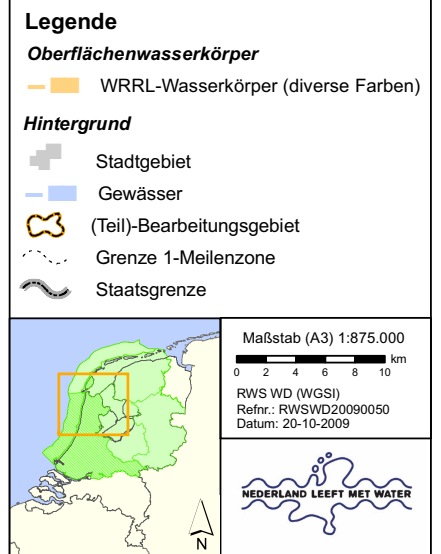 Legende
Oberflächenwasserkörper
WRRL-Wasserkörper (diverse Farben)
Hintergrund
Stadtgebiet
Gewässer
(Teil)-Bearbeitungsgebiet
Grenze 1-Meilenzone
Staatsgrenze
Maßstab (A3) 1:875.000
km
0 2 4 6 8 10
RWS WD (WGSI)
Refnr.: RWSWD20090050
Datum: 20-10-2009
N
NEDERLAND LEEFT MET WATER